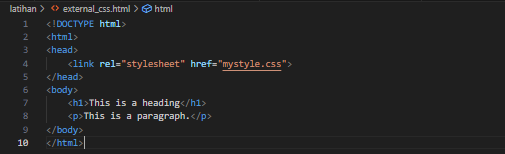 latihan > <> external_css.html > html
1 <!DOCTYPE html>
2 <html>
3 <head>
4 <link rel="stylesheet" href="mystyle.css">
5 </head>
6 <body>
7 <h1>This is a heading</h1>
8 <p>This is a paragraph.</p>
9 </body>
10 </html>